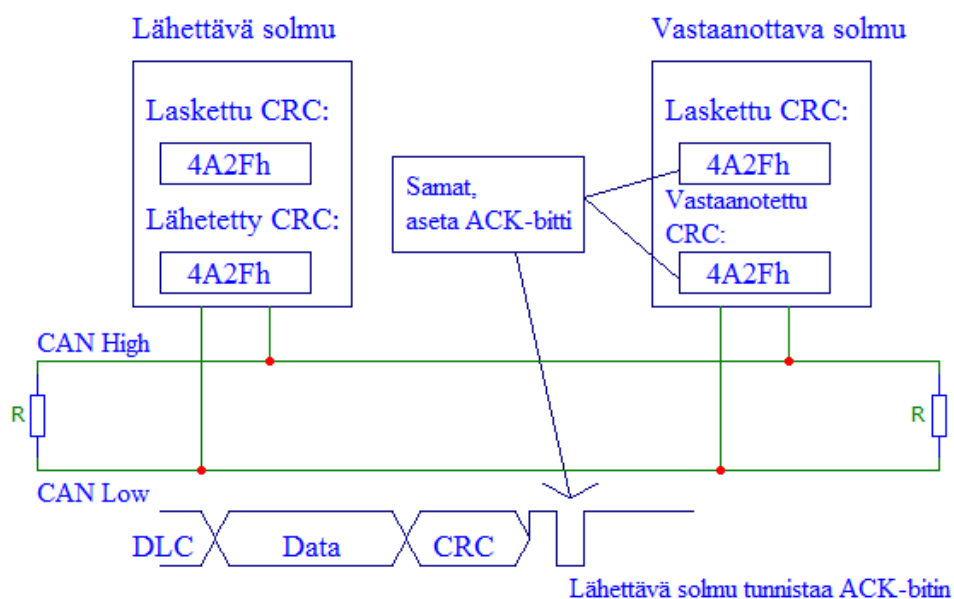 Lähettävä solmu
Laskettu CRC:
4A2Fh
Lähetetty CRC:
4A2Fh
Samat,
aseta ACK-bitti
Vastaanottava solmu
Laskettu CRC:
4A2Fh
Vastaanotettu
CRC:
4A2Fh
CAN High
R
R
CAN Low
DLC
Data
CRC
Lähettävä solmu tunnistaa ACK-bitin